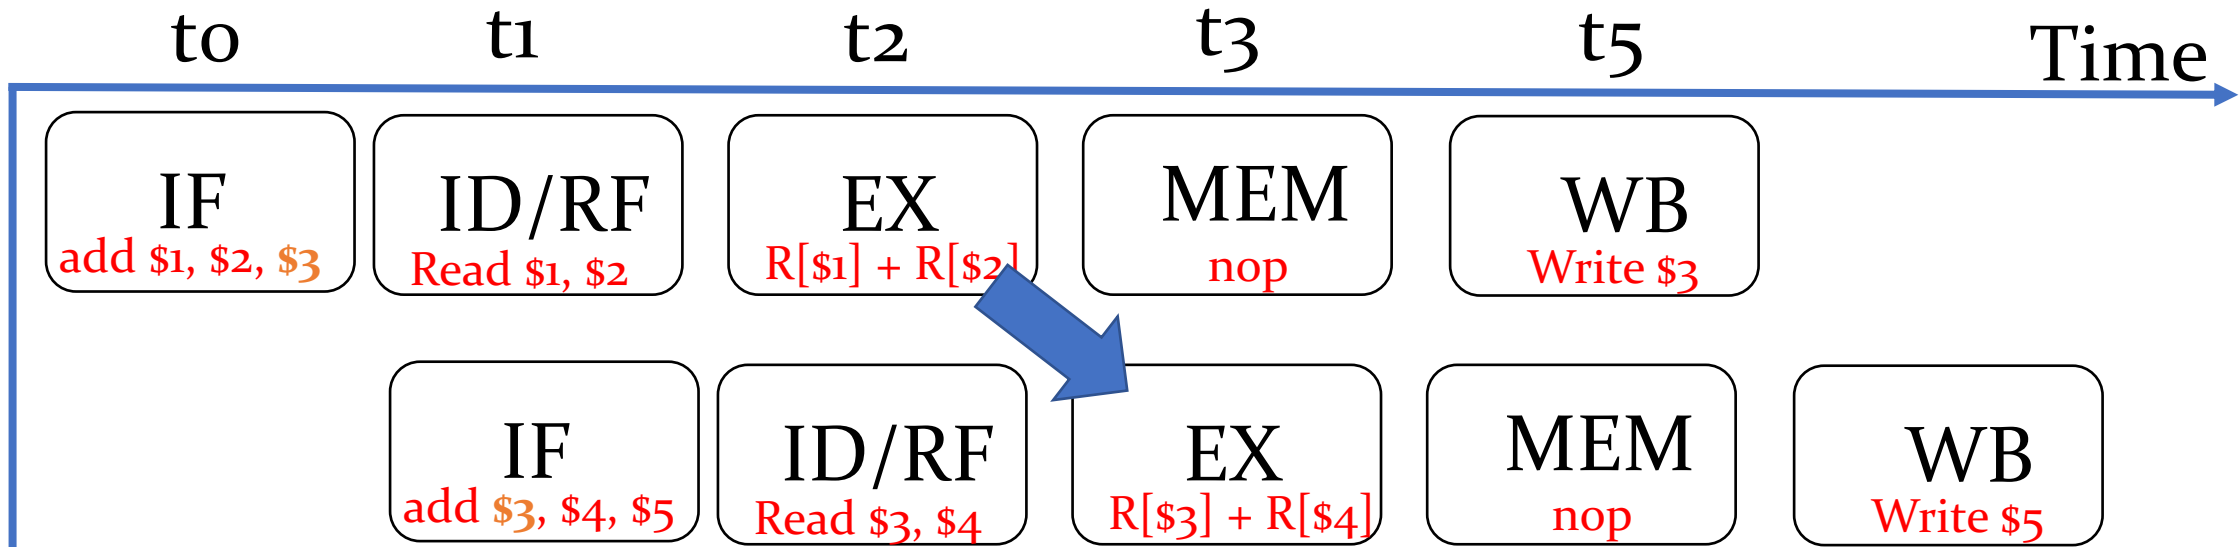 t0 t1 t2 t3 t5 Time
IF ID/RF EX MEM WB
add $1, $2, $3 Read $1, $2 R[$1] + R[$2] nop Write $3
IF ID/RF EX MEM WB
add $3, $4, $5 Read $3, $4 R[$3] + R[$4] nop Write $5